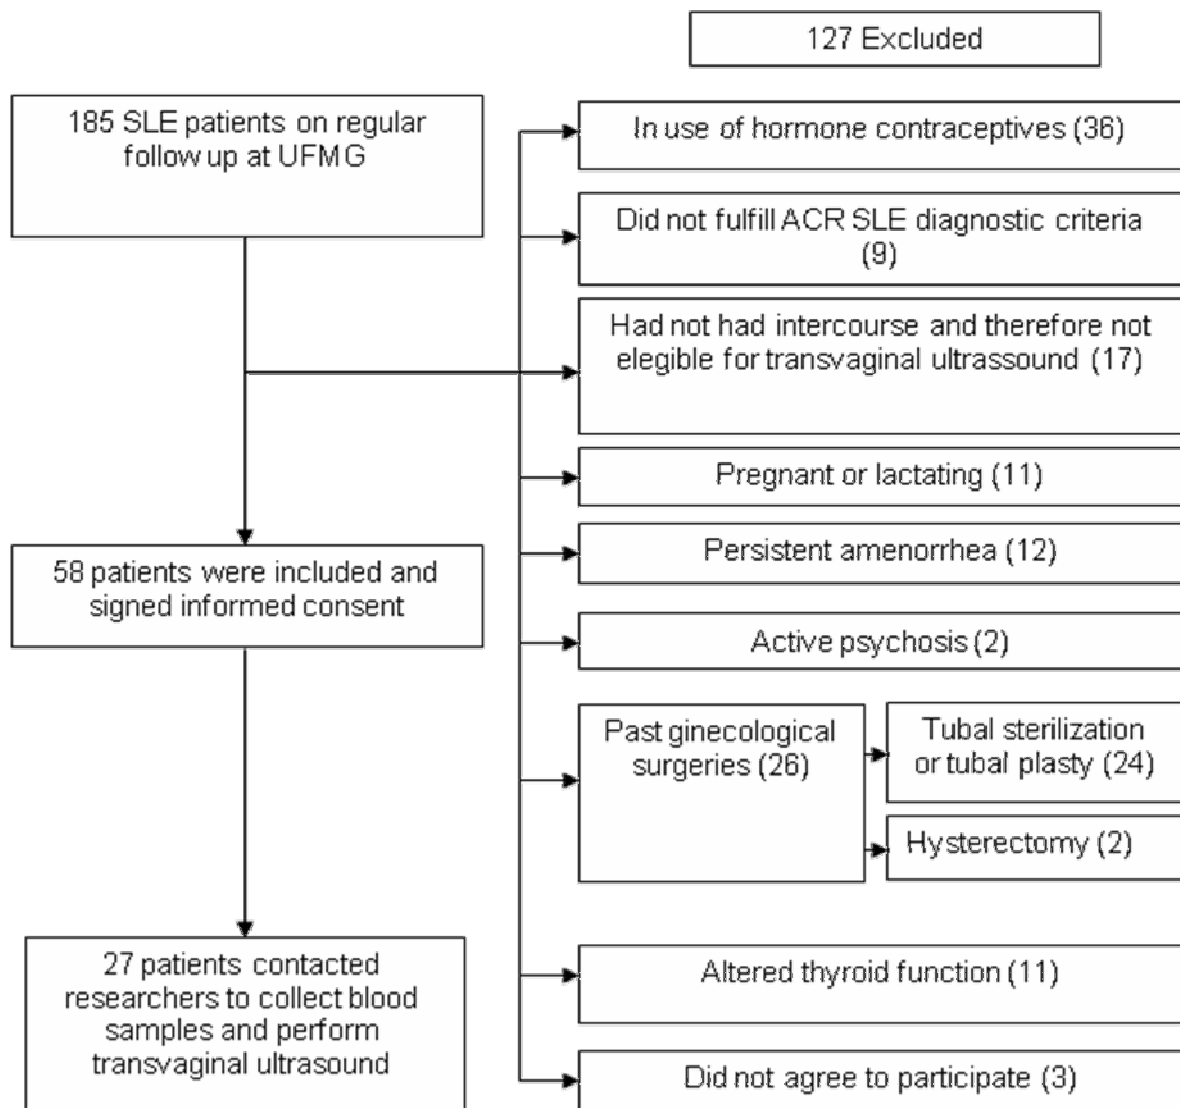 127 Excluded
185 SLE patients on regular
follow up at UFMG
In use of hormone contraceptives (36)
Did not fulfill ACR SLE diagnostic criteria
(9)
Had not had intercourse and therefore not
elegible for transvaginal ultrassound (17)
Pregnant or lactating (11)
Persistent amenorrhea (12)
58 patients were included and
signed informed consent
Active psychosis (2)
Past ginecological
surgeries (26)
Tubal sterilization
or tubal plasty (24)
Hysterectomy (2)
27 patients contacted
researchers to collect blood
samples and perform
transvaginal ultrasound
Altered thyroid function (11)
Did not agree to participate (3)